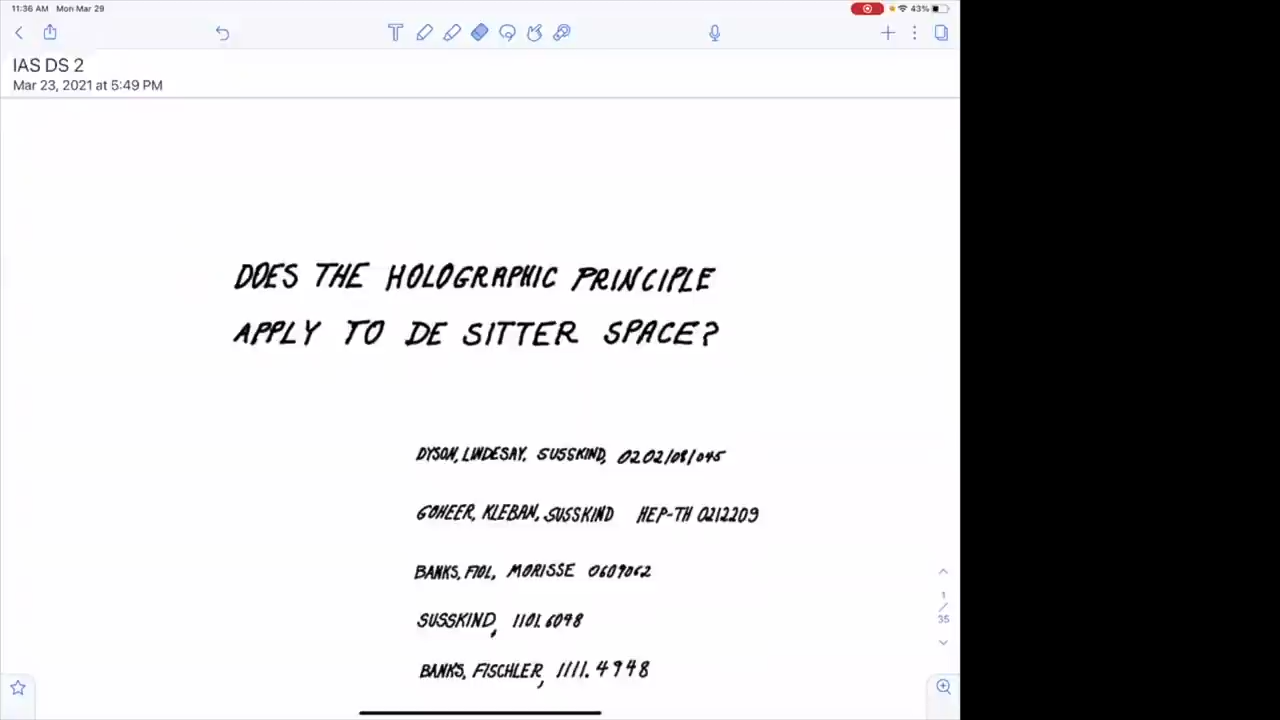 11:36 AM Mon Mar 29
43%
IAS DS 2
Mar 23, 2021 at 5:49 PM
DOES THE HOLOGRAPHIC PRINCIPLE
APPLY TO DE SITTER SPACE?
DYSON, LINDESAY, SUSSKIND, 0202/08/045
GOHEER, KLEBAN, SUSSKIND HEP-TH 0212209
BANKS, FIOL, MORISSE 0609062
SUSSKIND, 1101.6048
BANKS, FISCHLER, 1111.4948
1
/
35